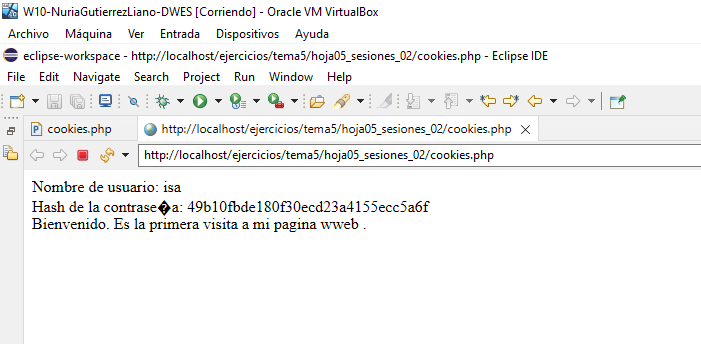 W10-NuriaGutierrezLiano-DWES [Corriendo] - Oracle VM VirtualBox
Archivo Máquina Ver Entrada Dispositivos Ayuda
eclipse-workspace - http://localhost/ejercicios/tema5/hoja05_sesiones_02/cookies.php - Eclipse IDE
File Edit Navigate Search Project Run Window Help
cookies.php http://localhost/ejercicios/tema5/hoja05_sesiones_02/cookies.php
http://localhost/ejercicios/tema5/hoja05_sesiones_02/cookies.php
Nombre de usuario: isa
Hash de la contrase�a: 49b10fbde180f30ecd23a4155ecc5a6f
Bienvenido. Es la primera visita a mi pagina wweb .